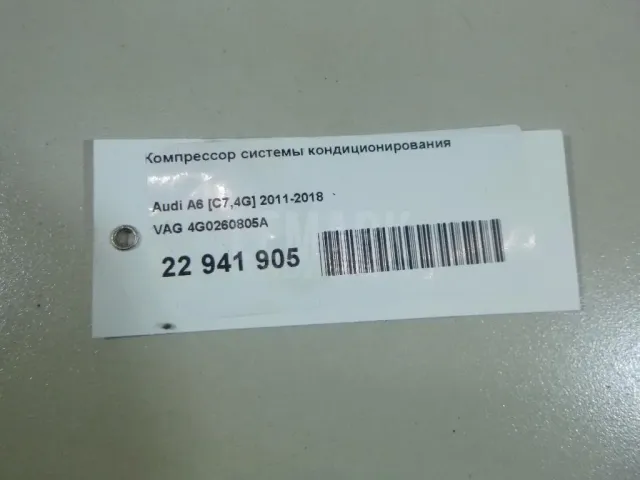 Компрессор системы кондиционирования
Audi A6 [C7,4G] 2011-2018
VAG 4G0260805A
22 941 905